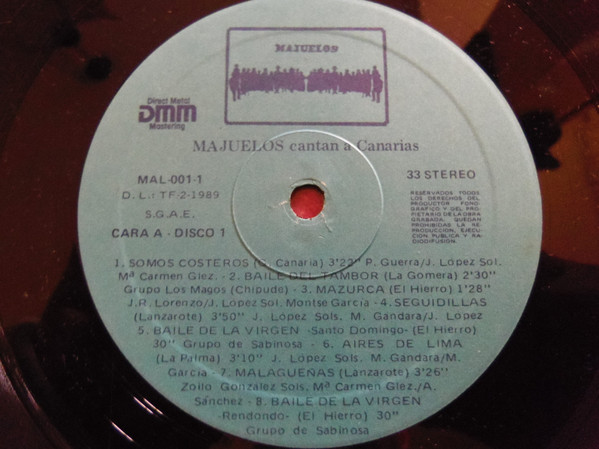 MAJUELOS
Direct Metal
DMM
Mastering
MAJUELOS cantan a Canarias
MAL-001-1
33 STEREO
D. L.: TF-2-1989
S.G.A.E.
CARA A - DISCO 1
RESERVADOS TODOS
LOS DERECHOS DEL
PRODUCTOR FONO-
GRAFICO Y DEL PRO-
PIETARIO DE LA OBRA
GRABADA, QUEDAN
PROHIBIDAS LA RE-
PRODUCCION, EJECU-
CION PUBLICA Y RA-
DIODIFUSION
1. SOMOS COSTEROS (G. Canaria) 3'22" P. Guerra/J. López Sol.
Mª Carmen Glez. - 2. BAILE DEL TAMBOR (La Gomera) 2'30"
Grupo Los Magos (Chipude) - 3. MAZURCA (El Hierro) 1'28"
J.R. Lorenzo/J. López Sol. Montse García - 4. SEGUIDILLAS
(Lanzarote) 3'50" J. López Sols. M. Gandara/J. López
5. BAILE DE LA VIRGEN -Santo Domingo- (El Hierro)
30" Grupo de Sabinosa - 6. AIRES DE LIMA
(La Palma) 3'10" J. López Sols. M. Gandara/M.
García - 7. MALAGUEÑAS (Lanzarote) 3'26"
Zoilo González Sols. Mª Carmen Glez./A.
Sánchez - 8. BAILE DE LA VIRGEN
-Rendondo- (El Hierro) 30"
Grupo de Sabinosa